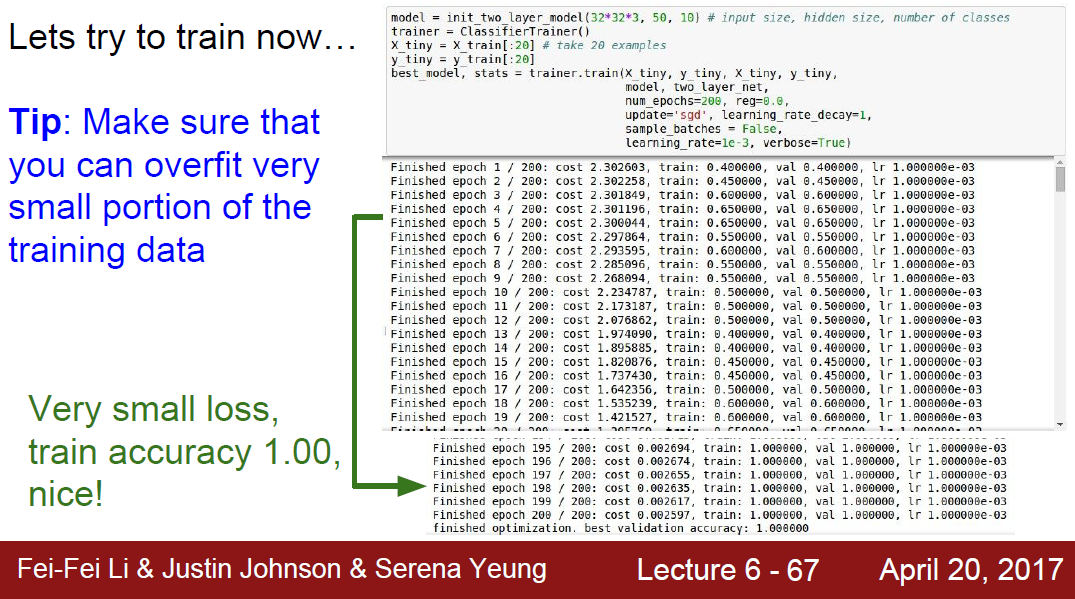 Lets try to train now…
Tip: Make sure that
you can overfit very
small portion of the
training data
Very small loss,
train accuracy 1.00,
nice!
model = init_two_layer_model(32*32*3, 50, 10) # input size, hidden size, number of classes
trainer = ClassifierTrainer()
X_tiny = X_train[:20] # take 20 examples
y_tiny = y_train[:20]
best_model, stats = trainer.train(X_tiny, y_tiny, X_tiny, y_tiny,
model, two_layer_net,
num_epochs=200, reg=0.0,
update='sgd', learning_rate_decay=1,
sample_batches = False,
learning_rate=1e-3, verbose=True)
Finished epoch 1 / 200: cost 2.302603, train: 0.400000, val 0.400000, lr 1.000000e-03
Finished epoch 2 / 200: cost 2.302258, train: 0.450000, val 0.450000, lr 1.000000e-03
Finished epoch 3 / 200: cost 2.301849, train: 0.600000, val 0.600000, lr 1.000000e-03
Finished epoch 4 / 200: cost 2.301196, train: 0.650000, val 0.650000, lr 1.000000e-03
Finished epoch 5 / 200: cost 2.300044, train: 0.650000, val 0.650000, lr 1.000000e-03
Finished epoch 6 / 200: cost 2.297864, train: 0.550000, val 0.550000, lr 1.000000e-03
Finished epoch 7 / 200: cost 2.293595, train: 0.600000, val 0.600000, lr 1.000000e-03
Finished epoch 8 / 200: cost 2.285096, train: 0.550000, val 0.550000, lr 1.000000e-03
Finished epoch 9 / 200: cost 2.268094, train: 0.550000, val 0.550000, lr 1.000000e-03
Finished epoch 10 / 200: cost 2.234787, train: 0.500000, val 0.500000, lr 1.000000e-03
Finished epoch 11 / 200: cost 2.173187, train: 0.500000, val 0.500000, lr 1.000000e-03
Finished epoch 12 / 200: cost 2.076862, train: 0.500000, val 0.500000, lr 1.000000e-03
Finished epoch 13 / 200: cost 1.974090, train: 0.400000, val 0.400000, lr 1.000000e-03
Finished epoch 14 / 200: cost 1.895885, train: 0.400000, val 0.400000, lr 1.000000e-03
Finished epoch 15 / 200: cost 1.820876, train: 0.450000, val 0.450000, lr 1.000000e-03
Finished epoch 16 / 200: cost 1.737430, train: 0.450000, val 0.450000, lr 1.000000e-03
Finished epoch 17 / 200: cost 1.642356, train: 0.500000, val 0.500000, lr 1.000000e-03
Finished epoch 18 / 200: cost 1.535239, train: 0.600000, val 0.600000, lr 1.000000e-03
Finished epoch 19 / 200: cost 1.421527, train: 0.600000, val 0.600000, lr 1.000000e-03
Finished epoch 195 / 200: cost 0.002694, train: 1.000000, val 1.000000, lr 1.000000e-03
Finished epoch 196 / 200: cost 0.002674, train: 1.000000, val 1.000000, lr 1.000000e-03
Finished epoch 197 / 200: cost 0.002655, train: 1.000000, val 1.000000, lr 1.000000e-03
Finished epoch 198 / 200: cost 0.002635, train: 1.000000, val 1.000000, lr 1.000000e-03
Finished epoch 199 / 200: cost 0.002617, train: 1.000000, val 1.000000, lr 1.000000e-03
Finished epoch 200 / 200: cost 0.002597, train: 1.000000, val 1.000000, lr 1.000000e-03
finished optimization. best validation accuracy: 1.000000
Fei-Fei Li & Justin Johnson & Serena Yeung
Lecture 6 - 67
April 20, 2017